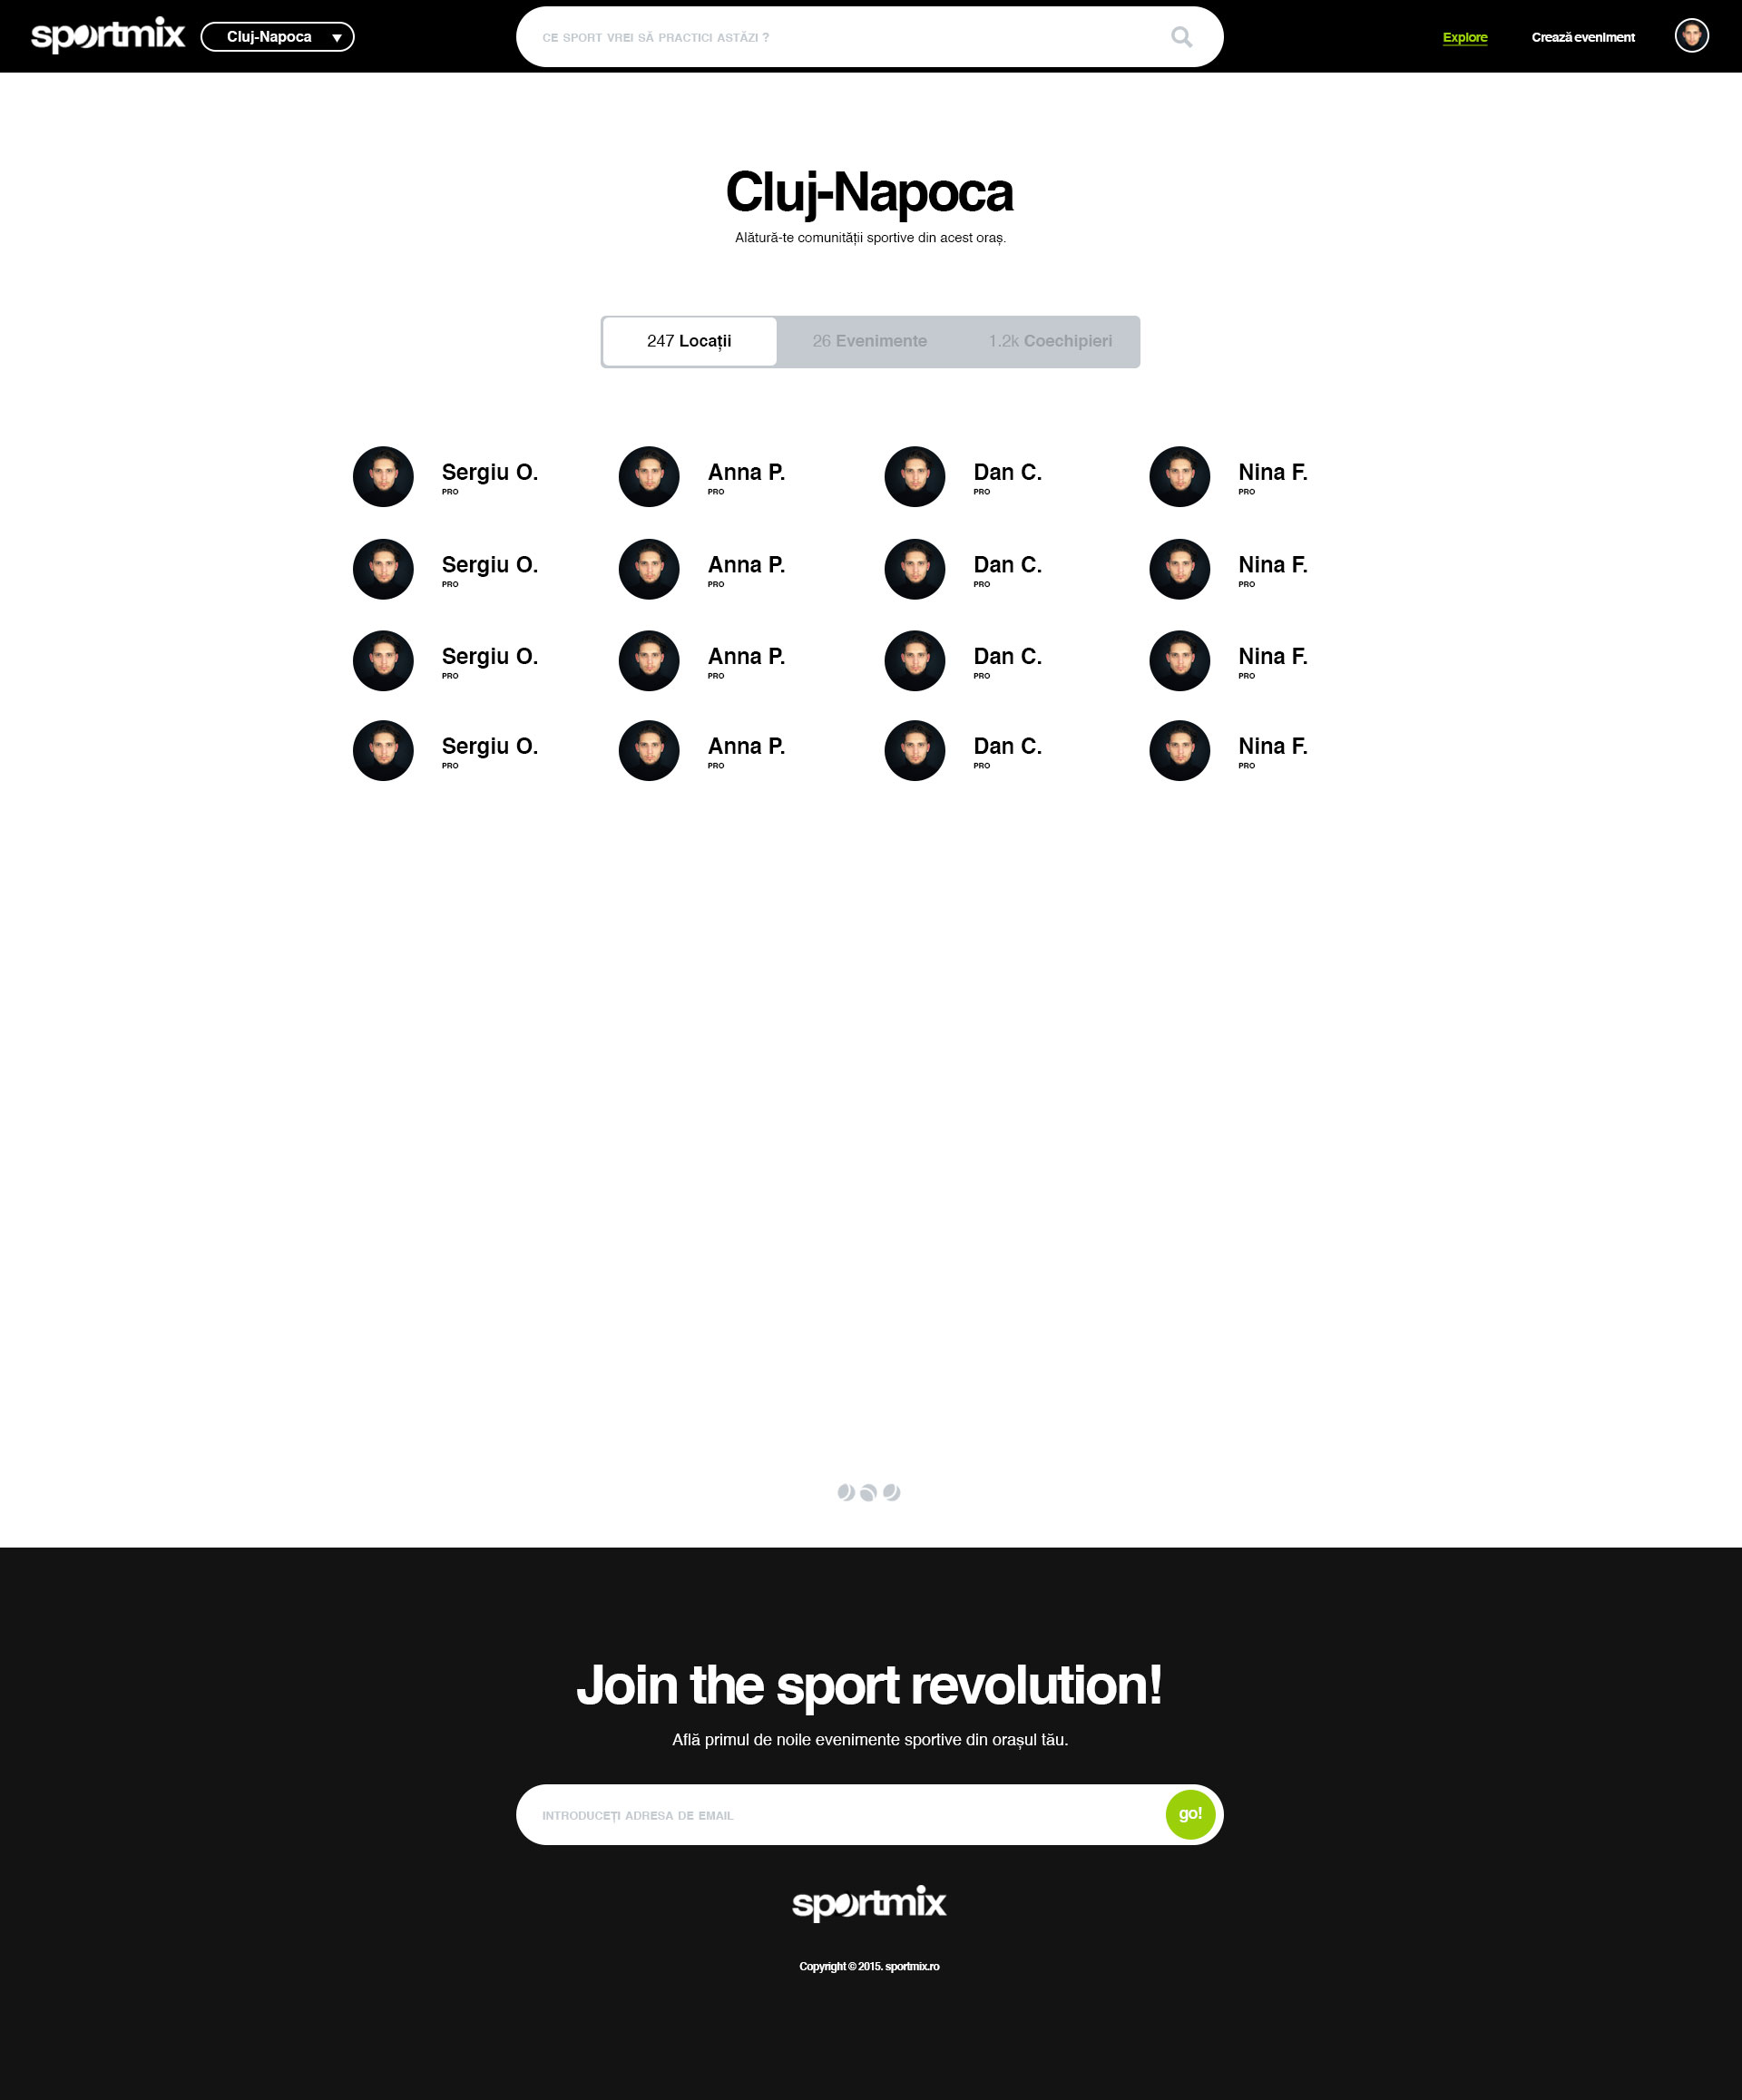 sportmix Cluj-Napoca CE SPORT VREI SĂ PRACTICI ASTĂZI ? Explore Crează eveniment
Cluj-Napoca
Alătură-te comunității sportive din acest oraș.
247 Locații 26 Evenimente 1.2k Coechipieri
Sergiu O. Anna P. Dan C. Nina F.
PRO PRO PRO PRO
Sergiu O. Anna P. Dan C. Nina F.
PRO PRO PRO PRO
Sergiu O. Anna P. Dan C. Nina F.
PRO PRO PRO PRO
Sergiu O. Anna P. Dan C. Nina F.
PRO PRO PRO PRO
Join the sport revolution!
Află primul de noile evenimente sportive din orașul tău.
INTRODUCEȚI ADRESA DE EMAIL go!
sportmix
Copyright © 2015. sportmix.ro